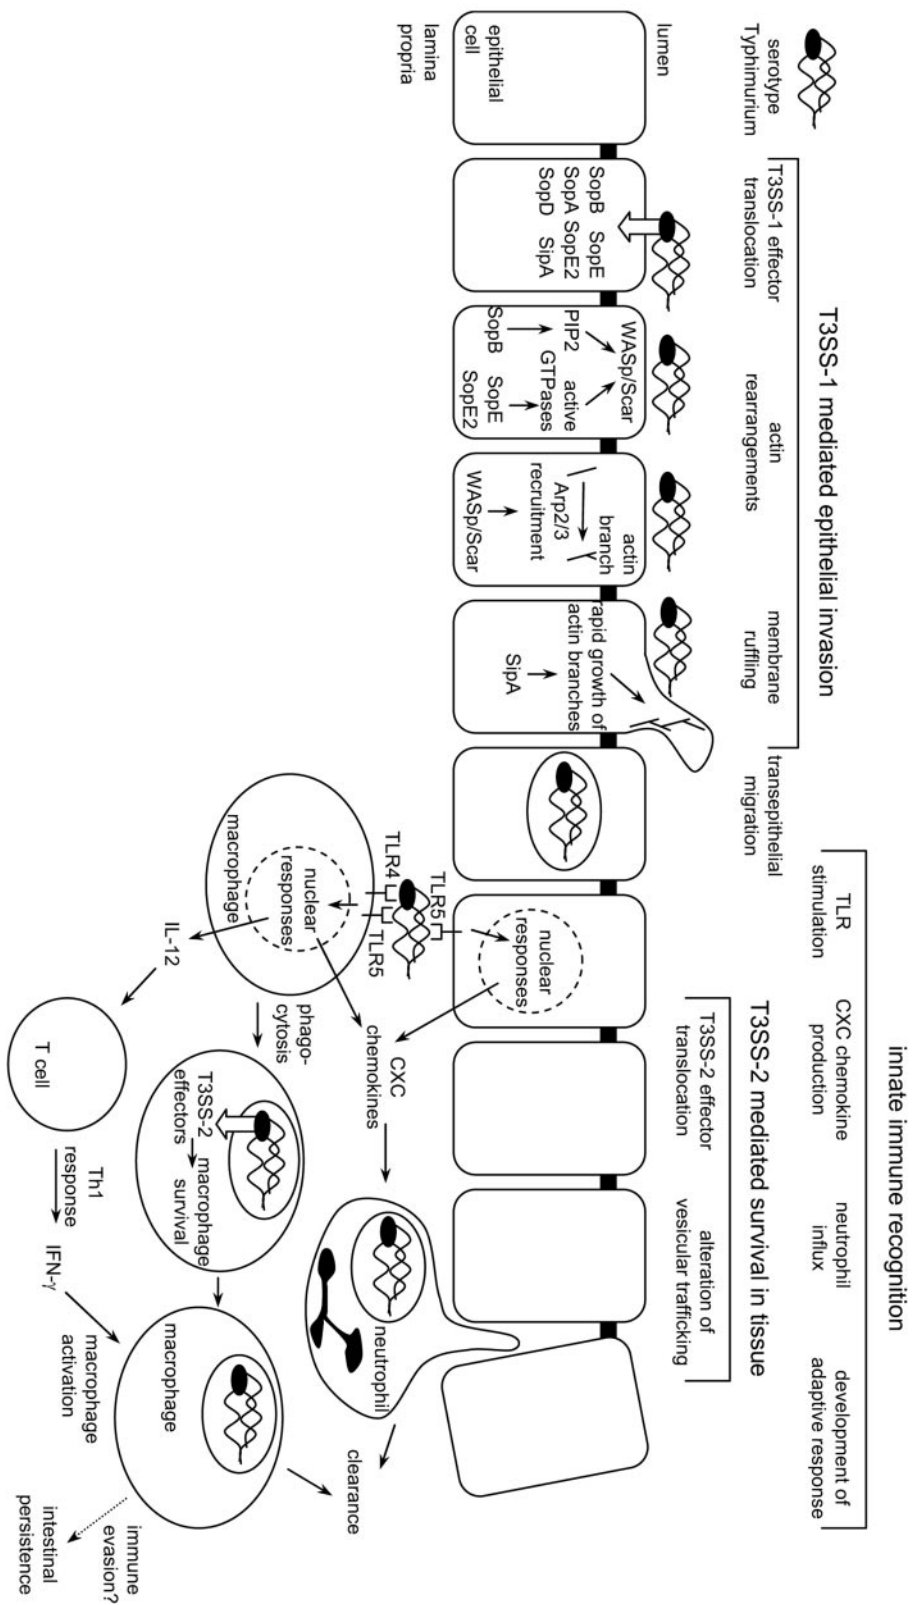 innate immune recognition
T3SS-1 mediated epithelial invasion
T3SS-2 mediated survival in tissue
serotype
Typhimurium
T3SS-1 effector
translocation
actin
rearrangements
membrane
ruffling
transepithelial
migration
TLR
stimulation
CXC chemokine
production
neutrophil
influx
development of
adaptive response
T3SS-2 effector
translocation
alteration of
vesicular trafficking
lumen
epithelial
cell
lamina
propria
SopB SopE
SopA SopE2
SopD SipA
WASp/Scar
PIP2
active
GTPases
SopB
SopE
SopE2
actin
branch
Arp2/3
recruitment
WASp/Scar
rapid growth of
actin branches
SipA
nuclear
responses
TLR5
TLR4
TLR5
nuclear
responses
macrophage
CXC
chemokines
neutrophil
clearance
phago-
cytosis
T3SS-2
effectors
macrophage
survival
macrophage
IL-12
T cell
Th1
response
IFN-γ
macrophage
activation
immune
evasion?
intestinal
persistence